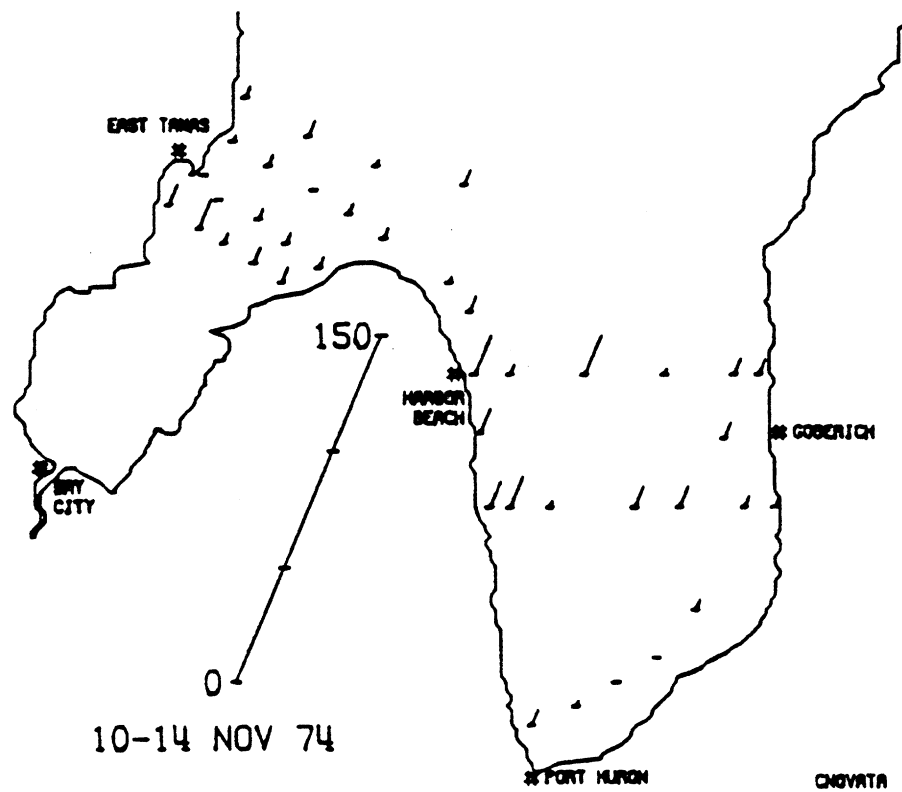 EAST TAWAS
150
HARBOR
BEACH
GODERICH
BAY
CITY
0
10-14 NOV 74
PORT HURON
CNOVATA